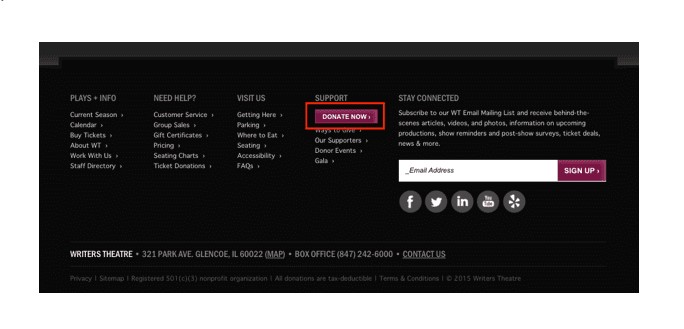 PLAYS + INFO
Current Season ›
Calendar ›
Buy Tickets ›
About WT ›
Work With Us ›
Staff Directory ›
NEED HELP?
Customer Service ›
Group Sales ›
Gift Certificates ›
Pricing ›
Seating Charts ›
Ticket Donations ›
VISIT US
Getting Here ›
Parking ›
Where to Eat ›
Seating ›
Accessibility ›
FAQs ›
SUPPORT
DONATE NOW ›
Ways to Give ›
Our Supporters ›
Donor Events ›
Gala ›
STAY CONNECTED
Subscribe to our WT Email Mailing List and receive behind-the-
scenes articles, videos, and photos, information on upcoming
productions, show reminders and post-show surveys, ticket deals,
news & more.
_Email Address
SIGN UP ›
f
in
You Tube
WRITERS THEATRE • 321 PARK AVE. GLENCOE, IL 60022 (MAP) • BOX OFFICE (847) 242-6000 • CONTACT US
Privacy | Sitemap | Registered 501(c)(3) nonprofit organization | All donations are tax-deductible | Terms & Conditions | © 2015 Writers Theatre